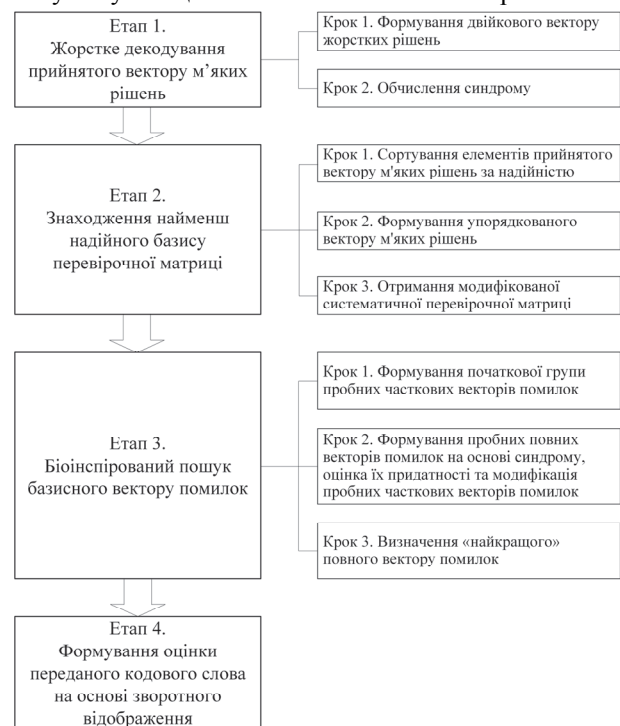 Етап 1.
Жорстке декодування
прийнятого вектору м’яких
рішень
Крок 1. Формування двійкового вектору
жорстких рішень
Крок 2. Обчислення синдрому
Етап 2.
Знаходження найменш
надійного базису
перевірочної матриці
Крок 1. Сортування елементів прийнятого
вектору м'яких рішень за надійністю
Крок 2. Формування упорядкованого
вектору м'яких рішень
Крок 3. Отримання модифікованої
систематичної перевірочної матриці
Етап 3.
Біоінспірований пошук
базисного вектору помилок
Крок 1. Формування початкової групи
пробних часткових векторів помилок
Крок 2. Формування пробних повних
векторів помилок на основі синдрому,
оцінка їх придатності та модифікація
пробних часткових векторів помилок
Крок 3. Визначення «найкращого»
повного вектору помилок
Етап 4.
Формування оцінки
переданого кодового слова
на основі зворотного
відображення